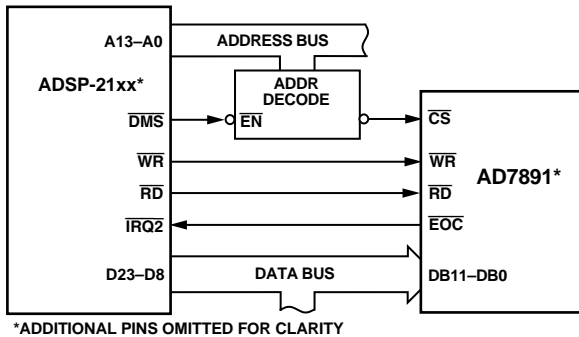 A13–A0
ADDRESS BUS
ADSP-21xx*
ADDR
DECODE
DMS
EN
CS
WR
WR
AD7891*
RD
RD
IRQ2
EOC
D23–D8
DATA BUS
DB11–DB0
*ADDITIONAL PINS OMITTED FOR CLARITY